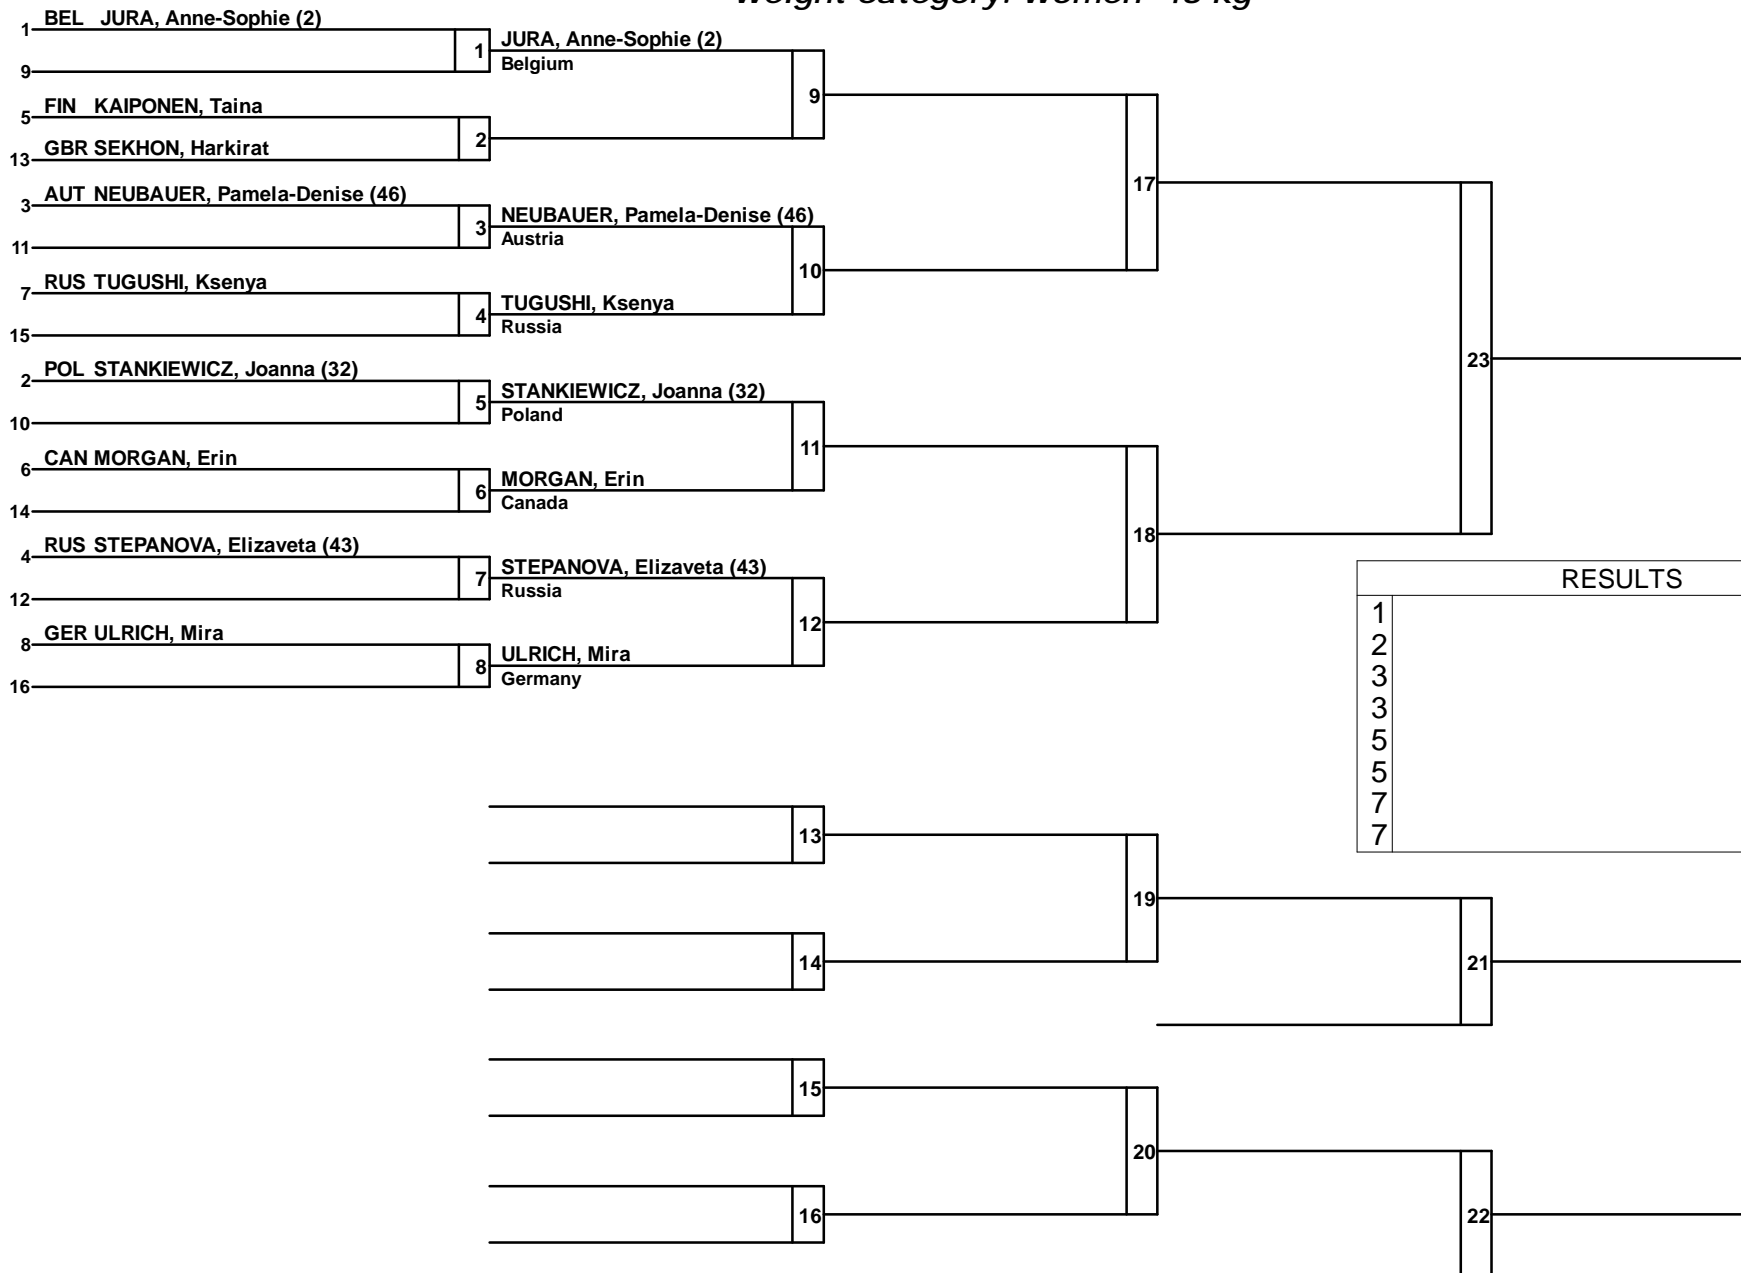 1 BEL JURA, Anne-Sophie (2)
9
1
JURA, Anne-Sophie (2)
Belgium
5 FIN KAIPONEN, Taina
13 GBR SEKHON, Harkirat
2
9
3 AUT NEUBAUER, Pamela-Denise (46)
11
3
NEUBAUER, Pamela-Denise (46)
Austria
7 RUS TUGUSHI, Ksenya
15
4
TUGUSHI, Ksenya
Russia
10
17
2 POL STANKIEWICZ, Joanna (32)
10
5
STANKIEWICZ, Joanna (32)
Poland
6 CAN MORGAN, Erin
14
6
MORGAN, Erin
Canada
11
4 RUS STEPANOVA, Elizaveta (43)
12
7
STEPANOVA, Elizaveta (43)
Russia
8 GER ULRICH, Mira
16
8
ULRICH, Mira
Germany
12
18
23
RESULTS
1
2
3
3
5
5
7
7
13
14
19
21
15
16
20
22